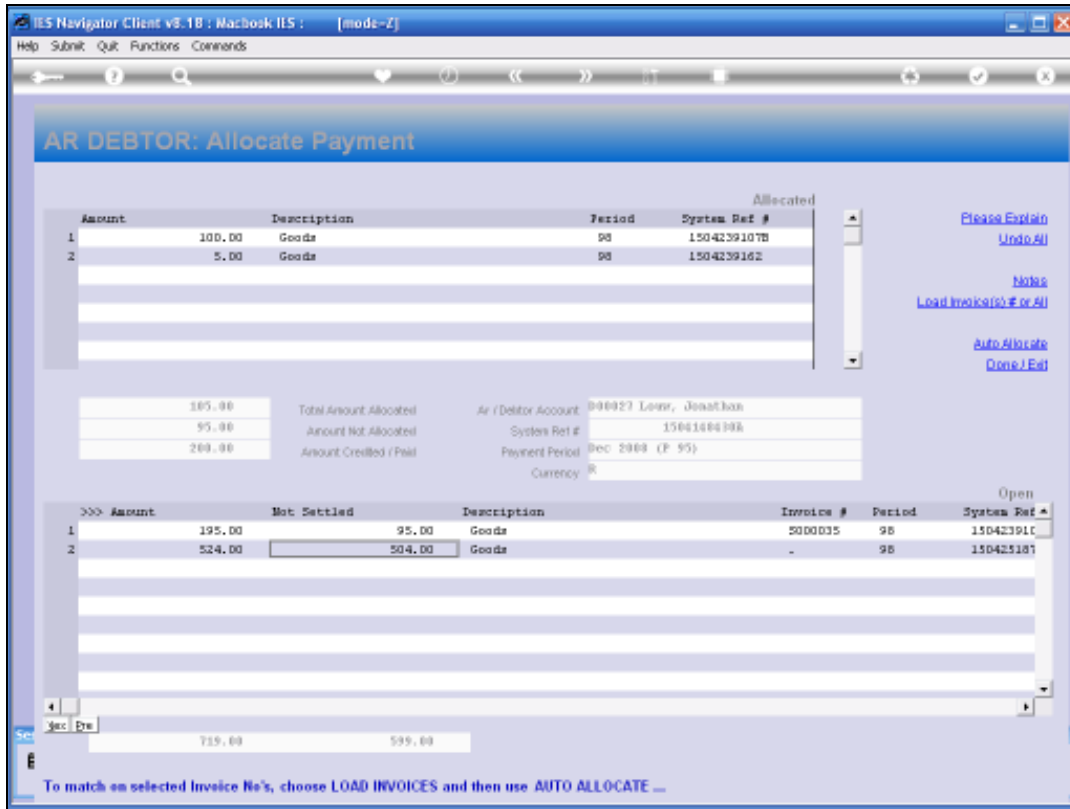 IES Navigator Client v8.18 : Macbook IES : [mode=Z]
Help Submit Quit Functions Commands
AR DEBTOR: Allocate Payment
Allocated
Amount Description Period System Ref #
1 100.00 Goods 98 1504239107B
2 5.00 Goods 98 1504239162
Please Explain
Undo All
Notes
Load Invoice(s) # or All
Auto Allocate
Done / Exit
105.00 Total Amount Allocated Ar / Debtor Account D00027 Louw, Jonathan
95.00 Amount Not Allocated System Ref #
200.00 Amount Credited / Paid Payment Period Dec 2008 (P 95)
Currency R
Open
>>> Amount Not Settled Description Invoice # Period System Ref
1 195.00 95.00 Goods S000035 98 15042391
2 524.00 504.00 Goods . 98 150425187
719.00 599.00
To match on selected Invoice No's, choose LOAD INVOICES and then use AUTO ALLOCATE ...